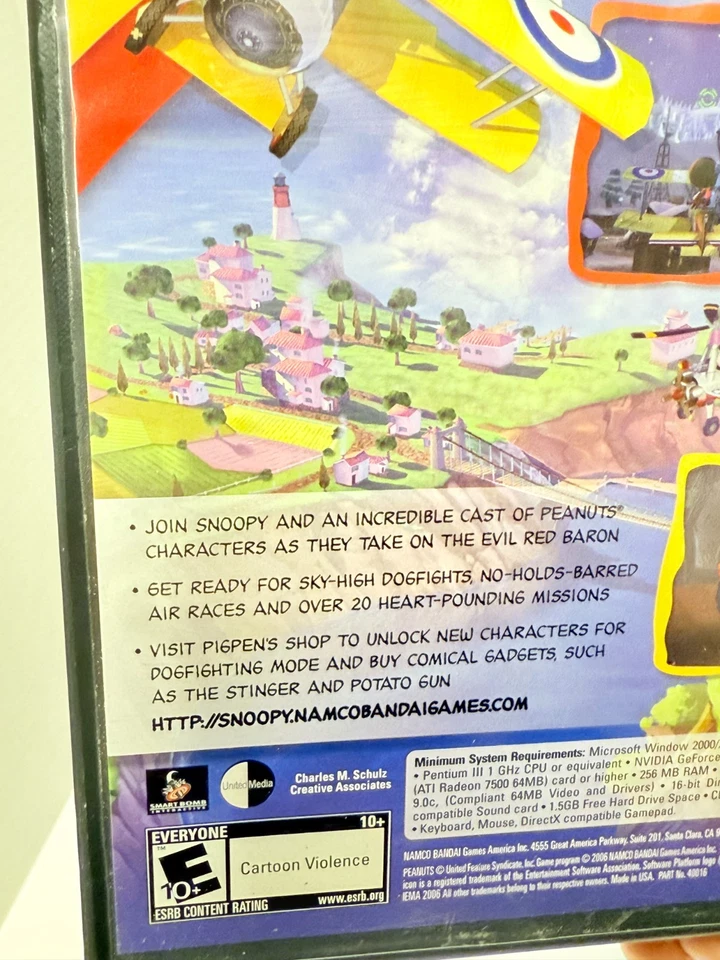 • JOIN SNOOPY AND AN INCREDIBLE CAST OF PEANUTS®
CHARACTERS AS THEY TAKE ON THE EVIL RED BARON
• GET READY FOR SKY-HIGH DOGFIGHTS, NO-HOLDS-BARRED
AIR RACES AND OVER 20 HEART-POUNDING MISSIONS
• VISIT PIGPEN'S SHOP TO UNLOCK NEW CHARACTERS FOR
DOGFIGHTING MODE AND BUY COMICAL GADGETS, SUCH
AS THE STINGER AND POTATO GUN
HTTP://SNOOPY.NAMCOBANDAIGAMES.COM
SMART BOMB
INTERACTIVE
United Media
Charles M. Schulz
Creative Associates
Minimum System Requirements: Microsoft Window 2000/
• Pentium III 1 GHz CPU or equivalent • NVIDIA GeForce
(ATI Radeon 7500 64MB) card or higher • 256 MB RAM •
9.0c, (Compliant 64MB Video and Drivers) • 16-bit Dir
compatible Sound card • 1.5GB Free Hard Drive Space •
• Keyboard, Mouse, DirectX compatible Gamepad.
EVERYONE 10+
E
10+
™
Cartoon Violence
ESRB CONTENT RATING www.esrb.org
NAMCO BANDAI Games America Inc. 4555 Great America Parkway, Suite 201, Santa Clara, CA
PEANUTS © United Feature Syndicate, Inc. Game program © 2006 NAMCO BANDAI Games America Inc.
icon is a registered trademark of the Entertainment Software Association. Software Platform logo
IEMA 2006 All other trademarks belong to their respective owners. Made in USA. PART No. 40016